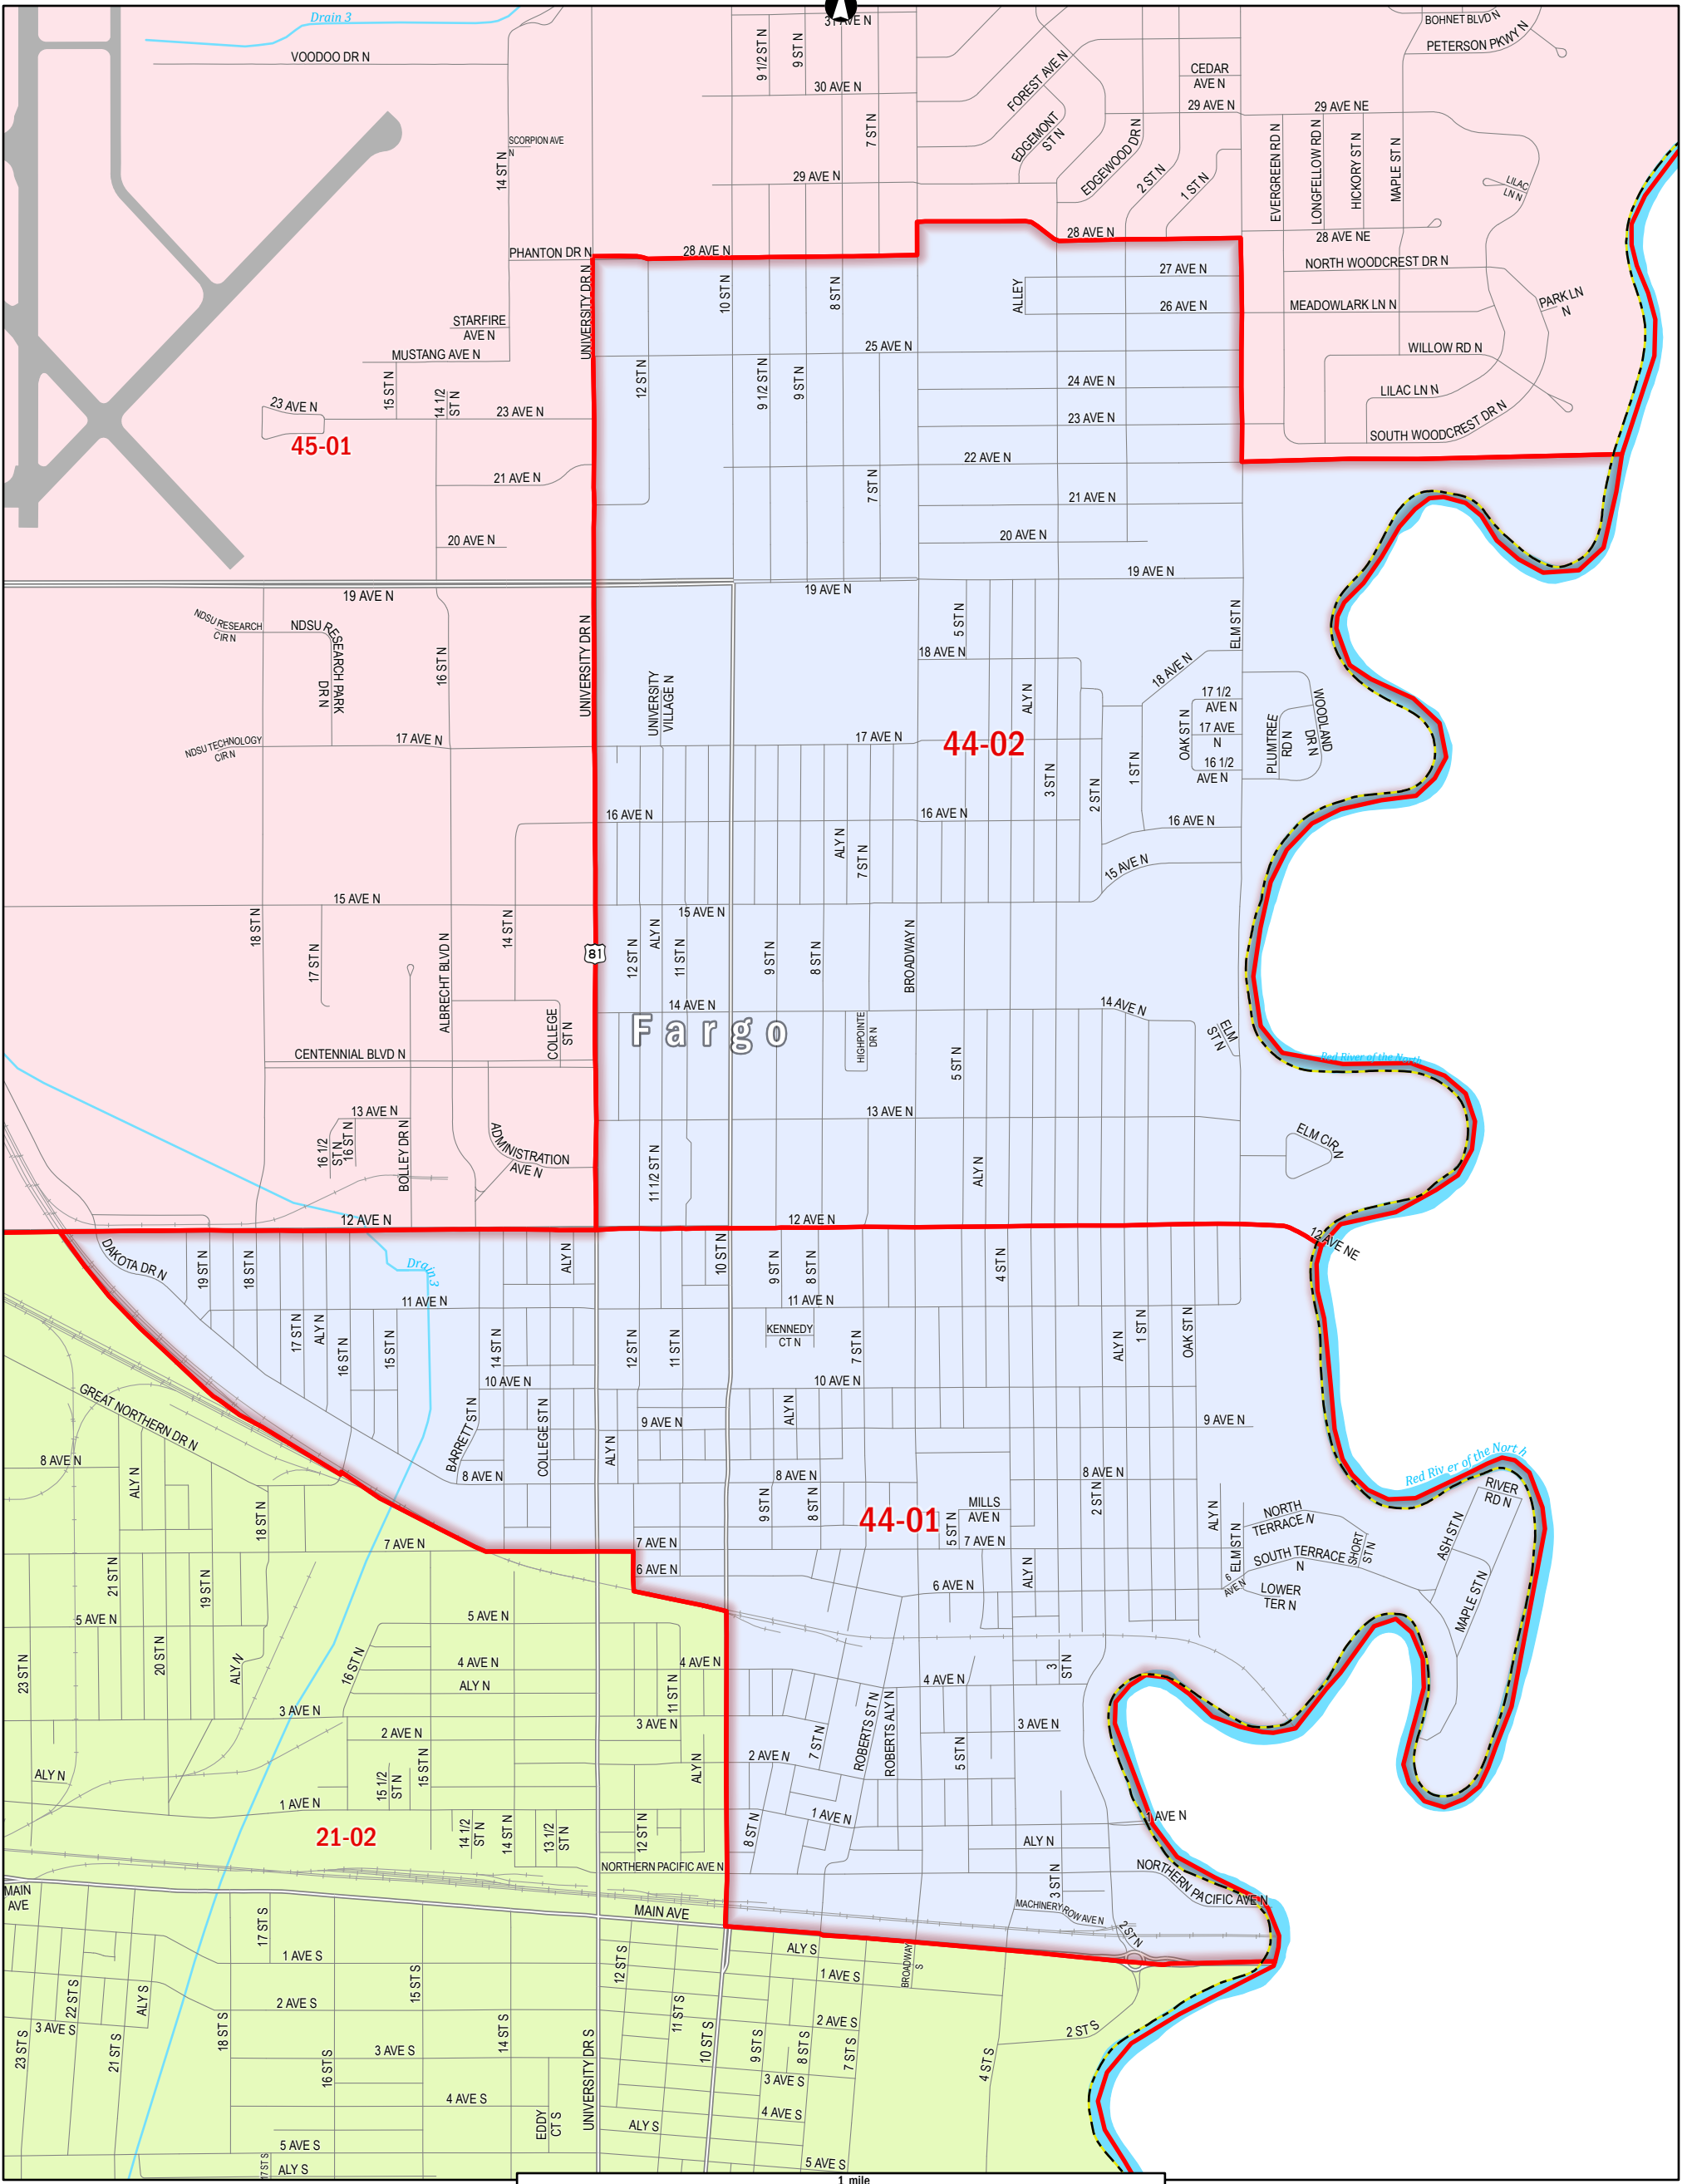 Drain 3
31 AVE N
BOHNET BLVD N
PETERSON PKWY N
VOODOO DR N
9 1/2 ST N
9 ST N
30 AVE N
FOREST AVE N
CEDAR
AVE N
29 AVE N
29 AVE NE
7 ST N
EDGEMONT
ST N
EDGEWOOD DR N
2 ST N
1 ST N
EVERGREEN RD N
LONGFELLOW RD N
HICKORY ST N
MAPLE ST N
LILAC
LN N
SCORPION AVE
N
14 ST N
29 AVE N
28 AVE N
28 AVE NE
PHANTON DR N
28 AVE N
NORTH WOODCREST DR N
UNIVERSITY DR N
10 ST N
8 ST N
ALLEY
27 AVE N
26 AVE N
MEADOWLARK LN N
PARK LN
N
STARFIRE
AVE N
MUSTANG AVE N
25 AVE N
WILLOW RD N
15 ST N
14 1/2
ST N
12 ST N
9 1/2 ST N
9 ST N
24 AVE N
LILAC LN N
23 AVE N
23 AVE N
23 AVE N
SOUTH WOODCREST DR N
45-01
22 AVE N
21 AVE N
7 ST N
21 AVE N
20 AVE N
20 AVE N
19 AVE N
19 AVE N
19 AVE N
NDSU RESEARCH
CIR N
NDSU RESEARCH PARK
DR N
16 ST N
UNIVERSITY DR N
UNIVERSITY
VILLAGE N
5 ST N
ELM ST N
18 AVE N
18 AVE N
ALY N
17 1/2
AVE N
OAK ST N
17 AVE
N
16 1/2
AVE N
PLUMTREE
RD N
WOODLAND
DR N
NDSU TECHNOLOGY
CIR N
17 AVE N
17 AVE N
44-02
3 ST N
2 ST N
1 ST N
16 AVE N
16 AVE N
16 AVE N
ALY N
7 ST N
15 AVE N
15 AVE N
15 AVE N
18 ST N
17 ST N
ALBRECHT BLVD N
14 ST N
81
12 ST N
ALY N
11 ST N
9 ST N
8 ST N
BROADWAY N
14 AVE N
14 AVE N
COLLEGE
ST N
Fargo
HIGHPOINTE
DR N
5 ST N
ELM
ST N
Red River of the North
CENTENNIAL BLVD N
13 AVE N
13 AVE N
16 1/2
ST N
16 ST N
BOLLEY DR N
ADMINISTRATION
AVE N
11 1/2 ST N
ALY N
ELM CIR N
12 AVE N
12 AVE N
12 AVE NE
DAKOTA DR N
19 ST N
18 ST N
Drain 3
ALY N
10 ST N
9 ST N
8 ST N
4 ST N
11 AVE N
11 AVE N
17 ST N
ALY N
16 ST N
15 ST N
14 ST N
12 ST N
11 ST N
KENNEDY
CT N
7 ST N
ALY N
1 ST N
OAK ST N
GREAT NORTHERN DR N
10 AVE N
10 AVE N
BARRETT ST N
COLLEGE ST N
ALY N
9 AVE N
ALY N
9 AVE N
8 AVE N
ALY N
8 AVE N
8 AVE N
8 AVE N
Red River of the North
18 ST N
9 ST N
8 ST N
44-01
MILLS
AVE N
5 ST N
2 ST N
ALY N
NORTH
TERRACE N
RIVER
RD N
7 AVE N
7 AVE N
7 AVE N
ELM ST N
SHORT
ST N
ASH ST N
21 ST N
19 ST N
6 AVE N
6 AVE N
ALY N
SOUTH TERRACE
N
6
AVE N
LOWER
TER N
MAPLE ST N
5 AVE N
5 AVE N
23 ST N
20 ST N
ALY N
16 ST N
4 AVE N
4 AVE N
3
ST N
ALY N
11 ST N
4 AVE N
3 AVE N
3 AVE N
3 AVE N
2 AVE N
7 ST N
ROBERTS ST N
ROBERTS ALY N
5 ST N
ALY N
15 1/2
ST N
15 ST N
ALY N
2 AVE N
1 AVE N
1 AVE N
1 AVE N
21-02
14 1/2
ST N
14 ST N
13 1/2
ST N
12 ST N
8 ST N
ALY N
NORTHERN PACIFIC AVE N
3 ST N
NORTHERN PACIFIC AVE N
MAIN
AVE
MAIN AVE
MACHINERY ROW AVE N
2 ST N
17 ST S
1 AVE S
12 ST S
ALY S
BROADWAY
S
1 AVE S
22 ST S
ALY S
15 ST S
2 AVE S
11 ST S
2 AVE S
2 ST S
3 AVE S
18 ST S
14 ST S
23 ST S
21 ST S
16 ST S
3 AVE S
10 ST S
9 ST S
8 ST S
7 ST S
4 ST S
3 AVE S
4 AVE S
EDDY
CT S
UNIVERSITY DR S
4 AVE S
ALY S
5 AVE S
17 ST S
ALY S
5 AVE S
1 mile